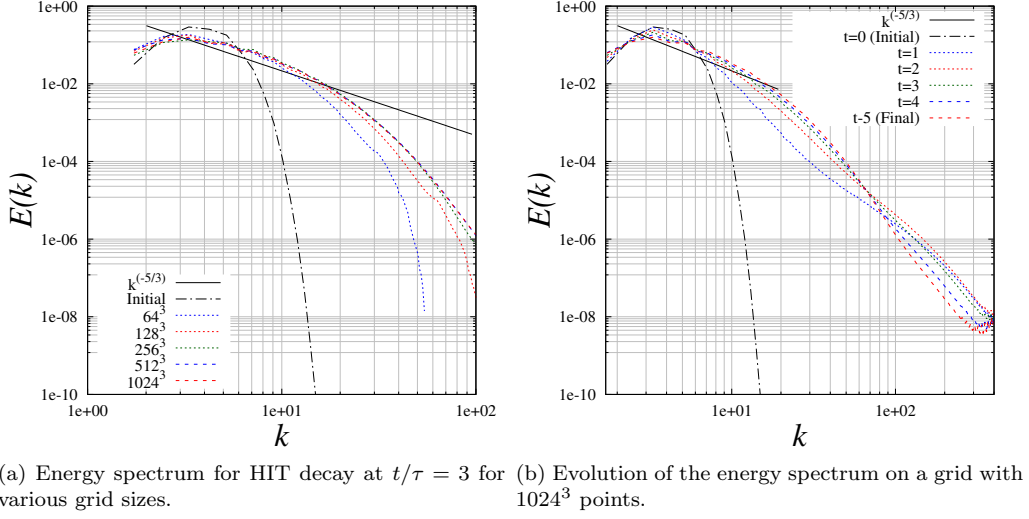 1e+00
1e-02
1e-04
1e-06
1e-08
1e-10
E(k)
k^(-5/3)
Initial
64^3
128^3
256^3
512^3
1024^3
1e+00 1e+01 1e+02
k
(a) Energy spectrum for HIT decay at t/τ = 3 for
various grid sizes.
1e+00
1e-02
1e-04
1e-06
1e-08
1e-10
E(k)
k^(-5/3)
t=0 (Initial)
t=1
t=2
t=3
t=4
t-5 (Final)
1e+01 1e+02
k
(b) Evolution of the energy spectrum on a grid with
1024^3 points.